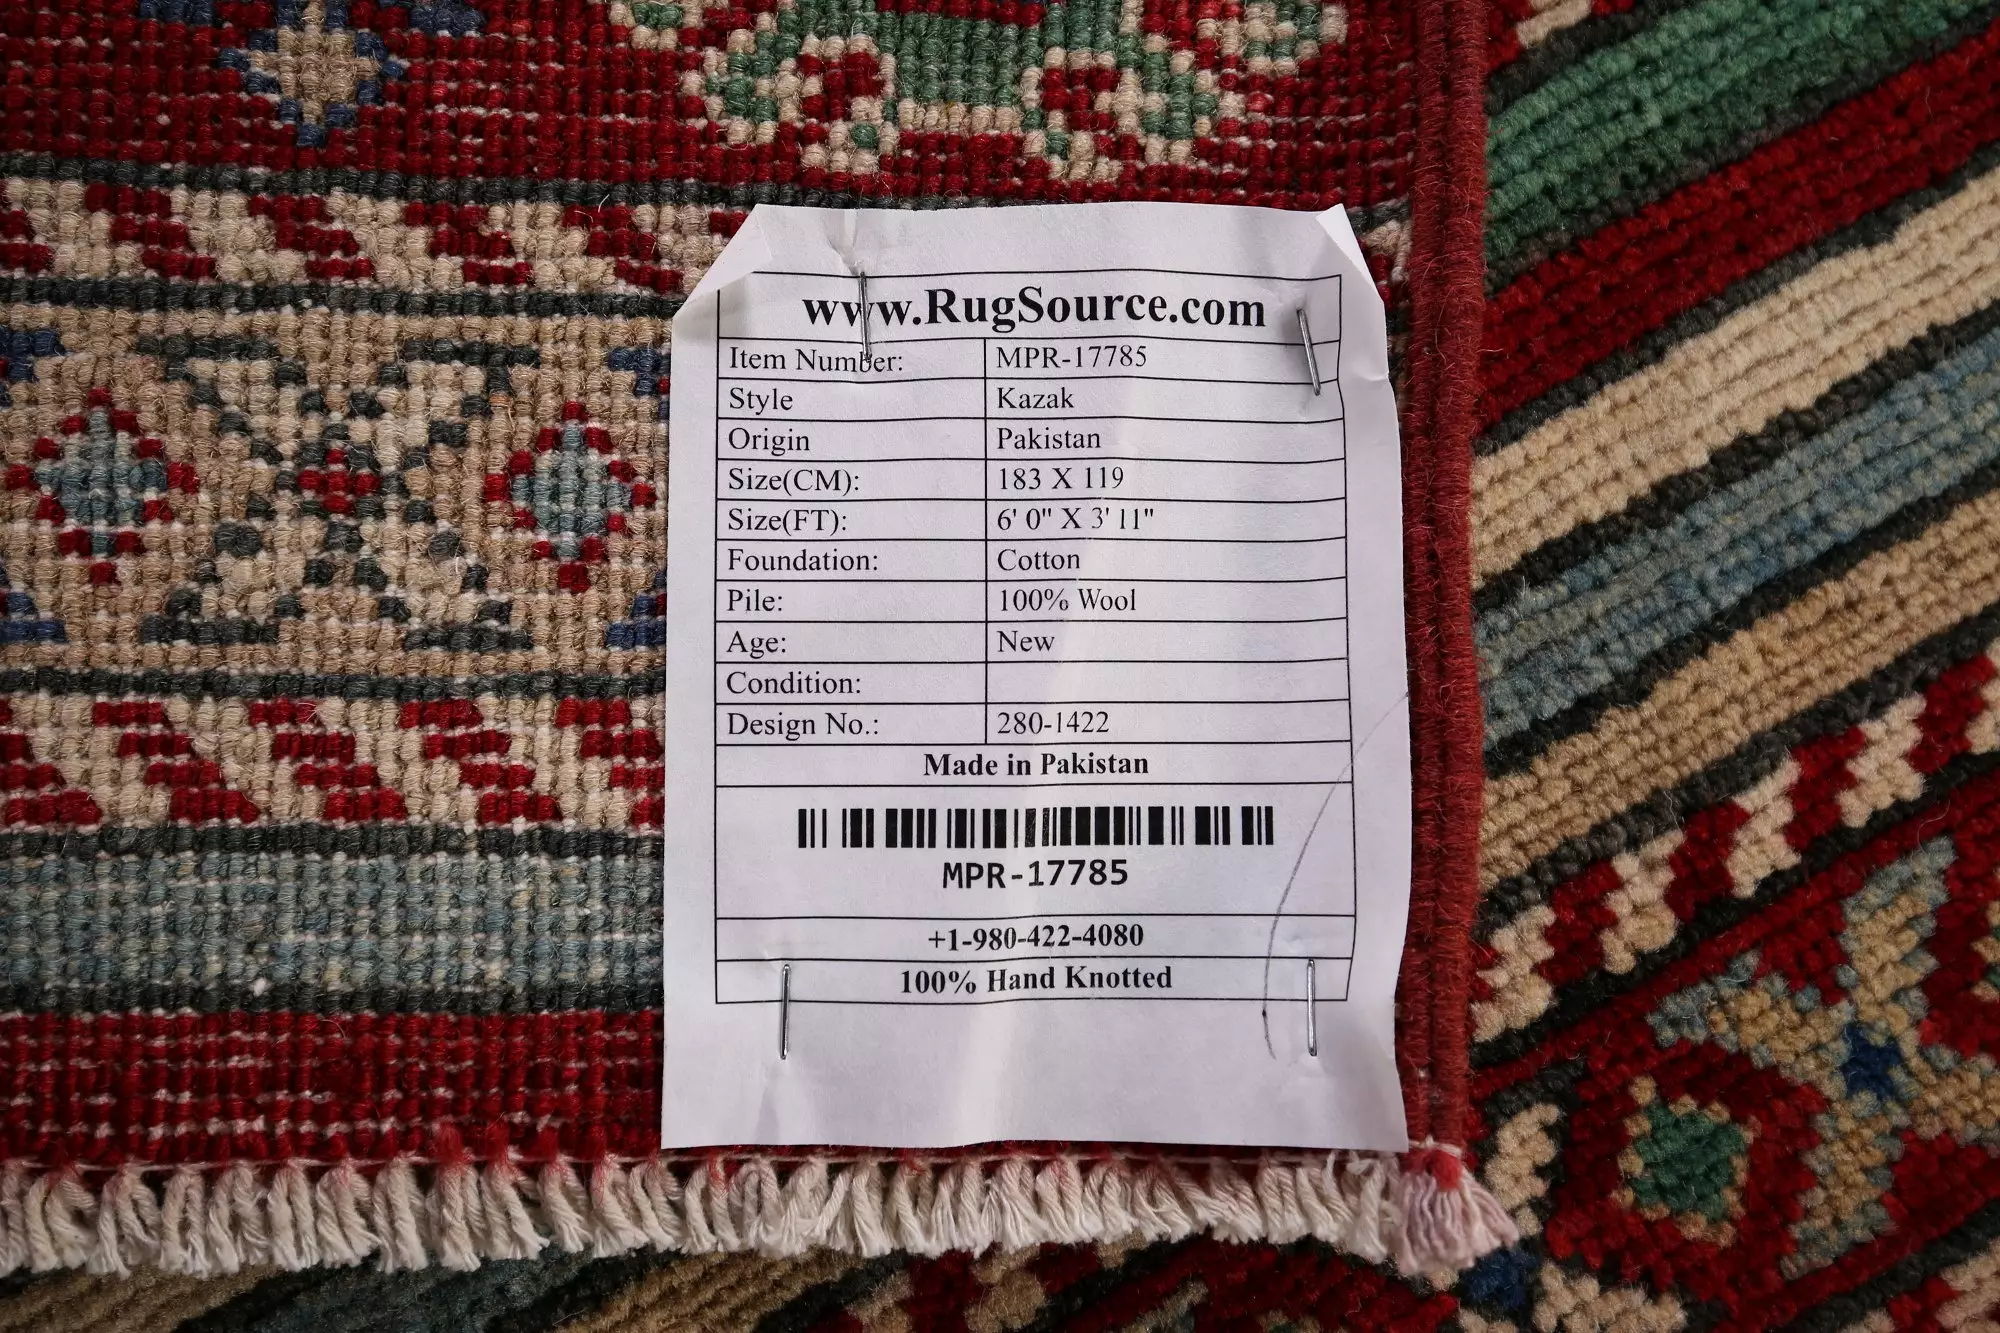 www.RugSource.com
Item Number: MPR-17785
Style Kazak
Origin Pakistan
Size(CM): 183 X 119
Size(FT): 6' 0" X 3' 11"
Foundation: Cotton
Pile: 100% Wool
Age: New
Condition:
Design No.: 280-1422
Made in Pakistan
MPR-17785
+1-980-422-4080
100% Hand Knotted